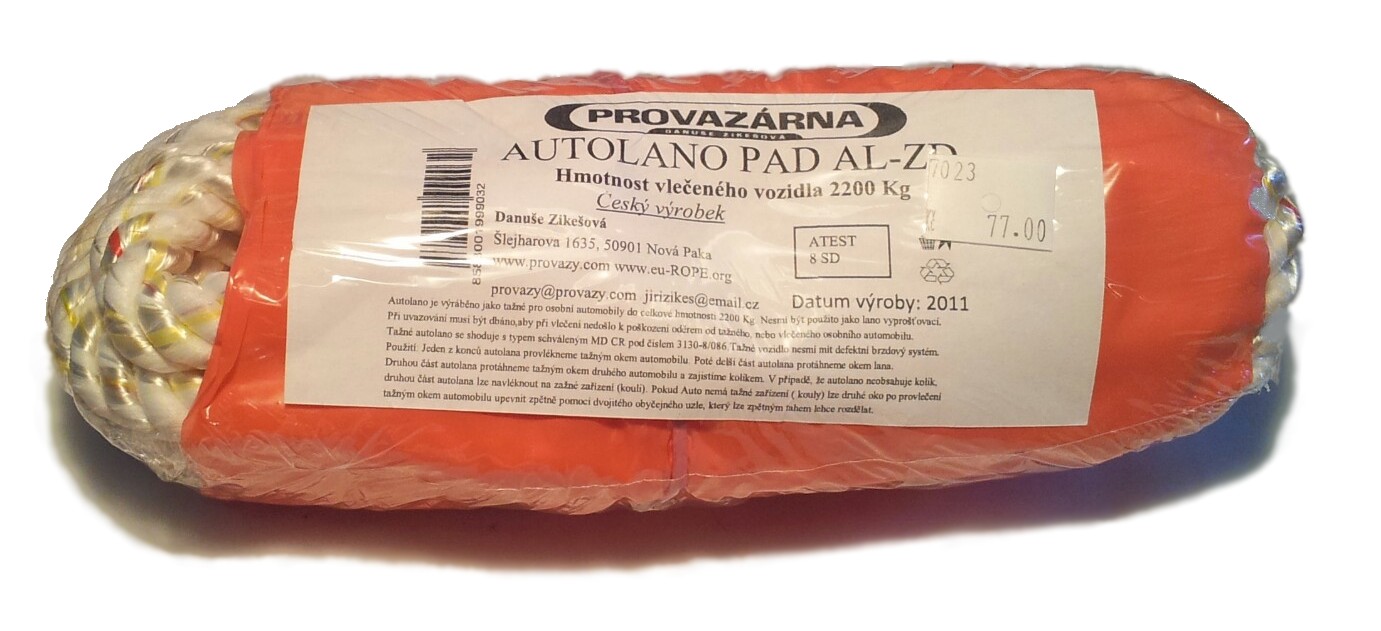 PROVAZÁRNA
DANUŠE ZIKEŠOVÁ
AUTOLANO PAD AL-ZD
7023
Hmotnost vlečeného vozidla 2200 Kg
Český výrobek
77.00
Danuše Zikešová
Šlejharova 1635, 50901 Nová Paka
www.provazy.com www.eu-ROPE.org
provazy@provazy.com jirizikes@email.cz
ATEST
8 SD
Datum výroby: 2011
999032
Autolano je výráběno jako tažné pro osobní automobily do celkové hmotnosti 2200 Kg. Nesmí být použito jako lano vyprošťovací.
Při uvazování musí být dbáno,aby při vlečení nedošlo k poškození oděrem od tažného, nebo vlečeného osobního automobilu.
Tažné autolano se shoduje s typem schváleným MD CR pod číslem 3130-8/086.Tažné vozidlo nesmí mít defektní brzdový systém.
Použití: Jeden z konců autolana provlékneme tažným okem automobilu. Poté delší část autolana protáhneme okem lana.
Druhou část autolana protáhneme tažným okem druhého automobilu a zajistíme kolíkem. V případě, že autolano neobsahuje kolík,
druhou část autolana lze navléknout na zažné zařízení (kouli). Pokud Auto nemá tažné zařízení ( kouly) lze druhé oko po provlečení
tažným okem automobilu upevnit zpětně pomocí dvojitého obyčejného uzle, který lze zpětným tahem lehce rozdělat.